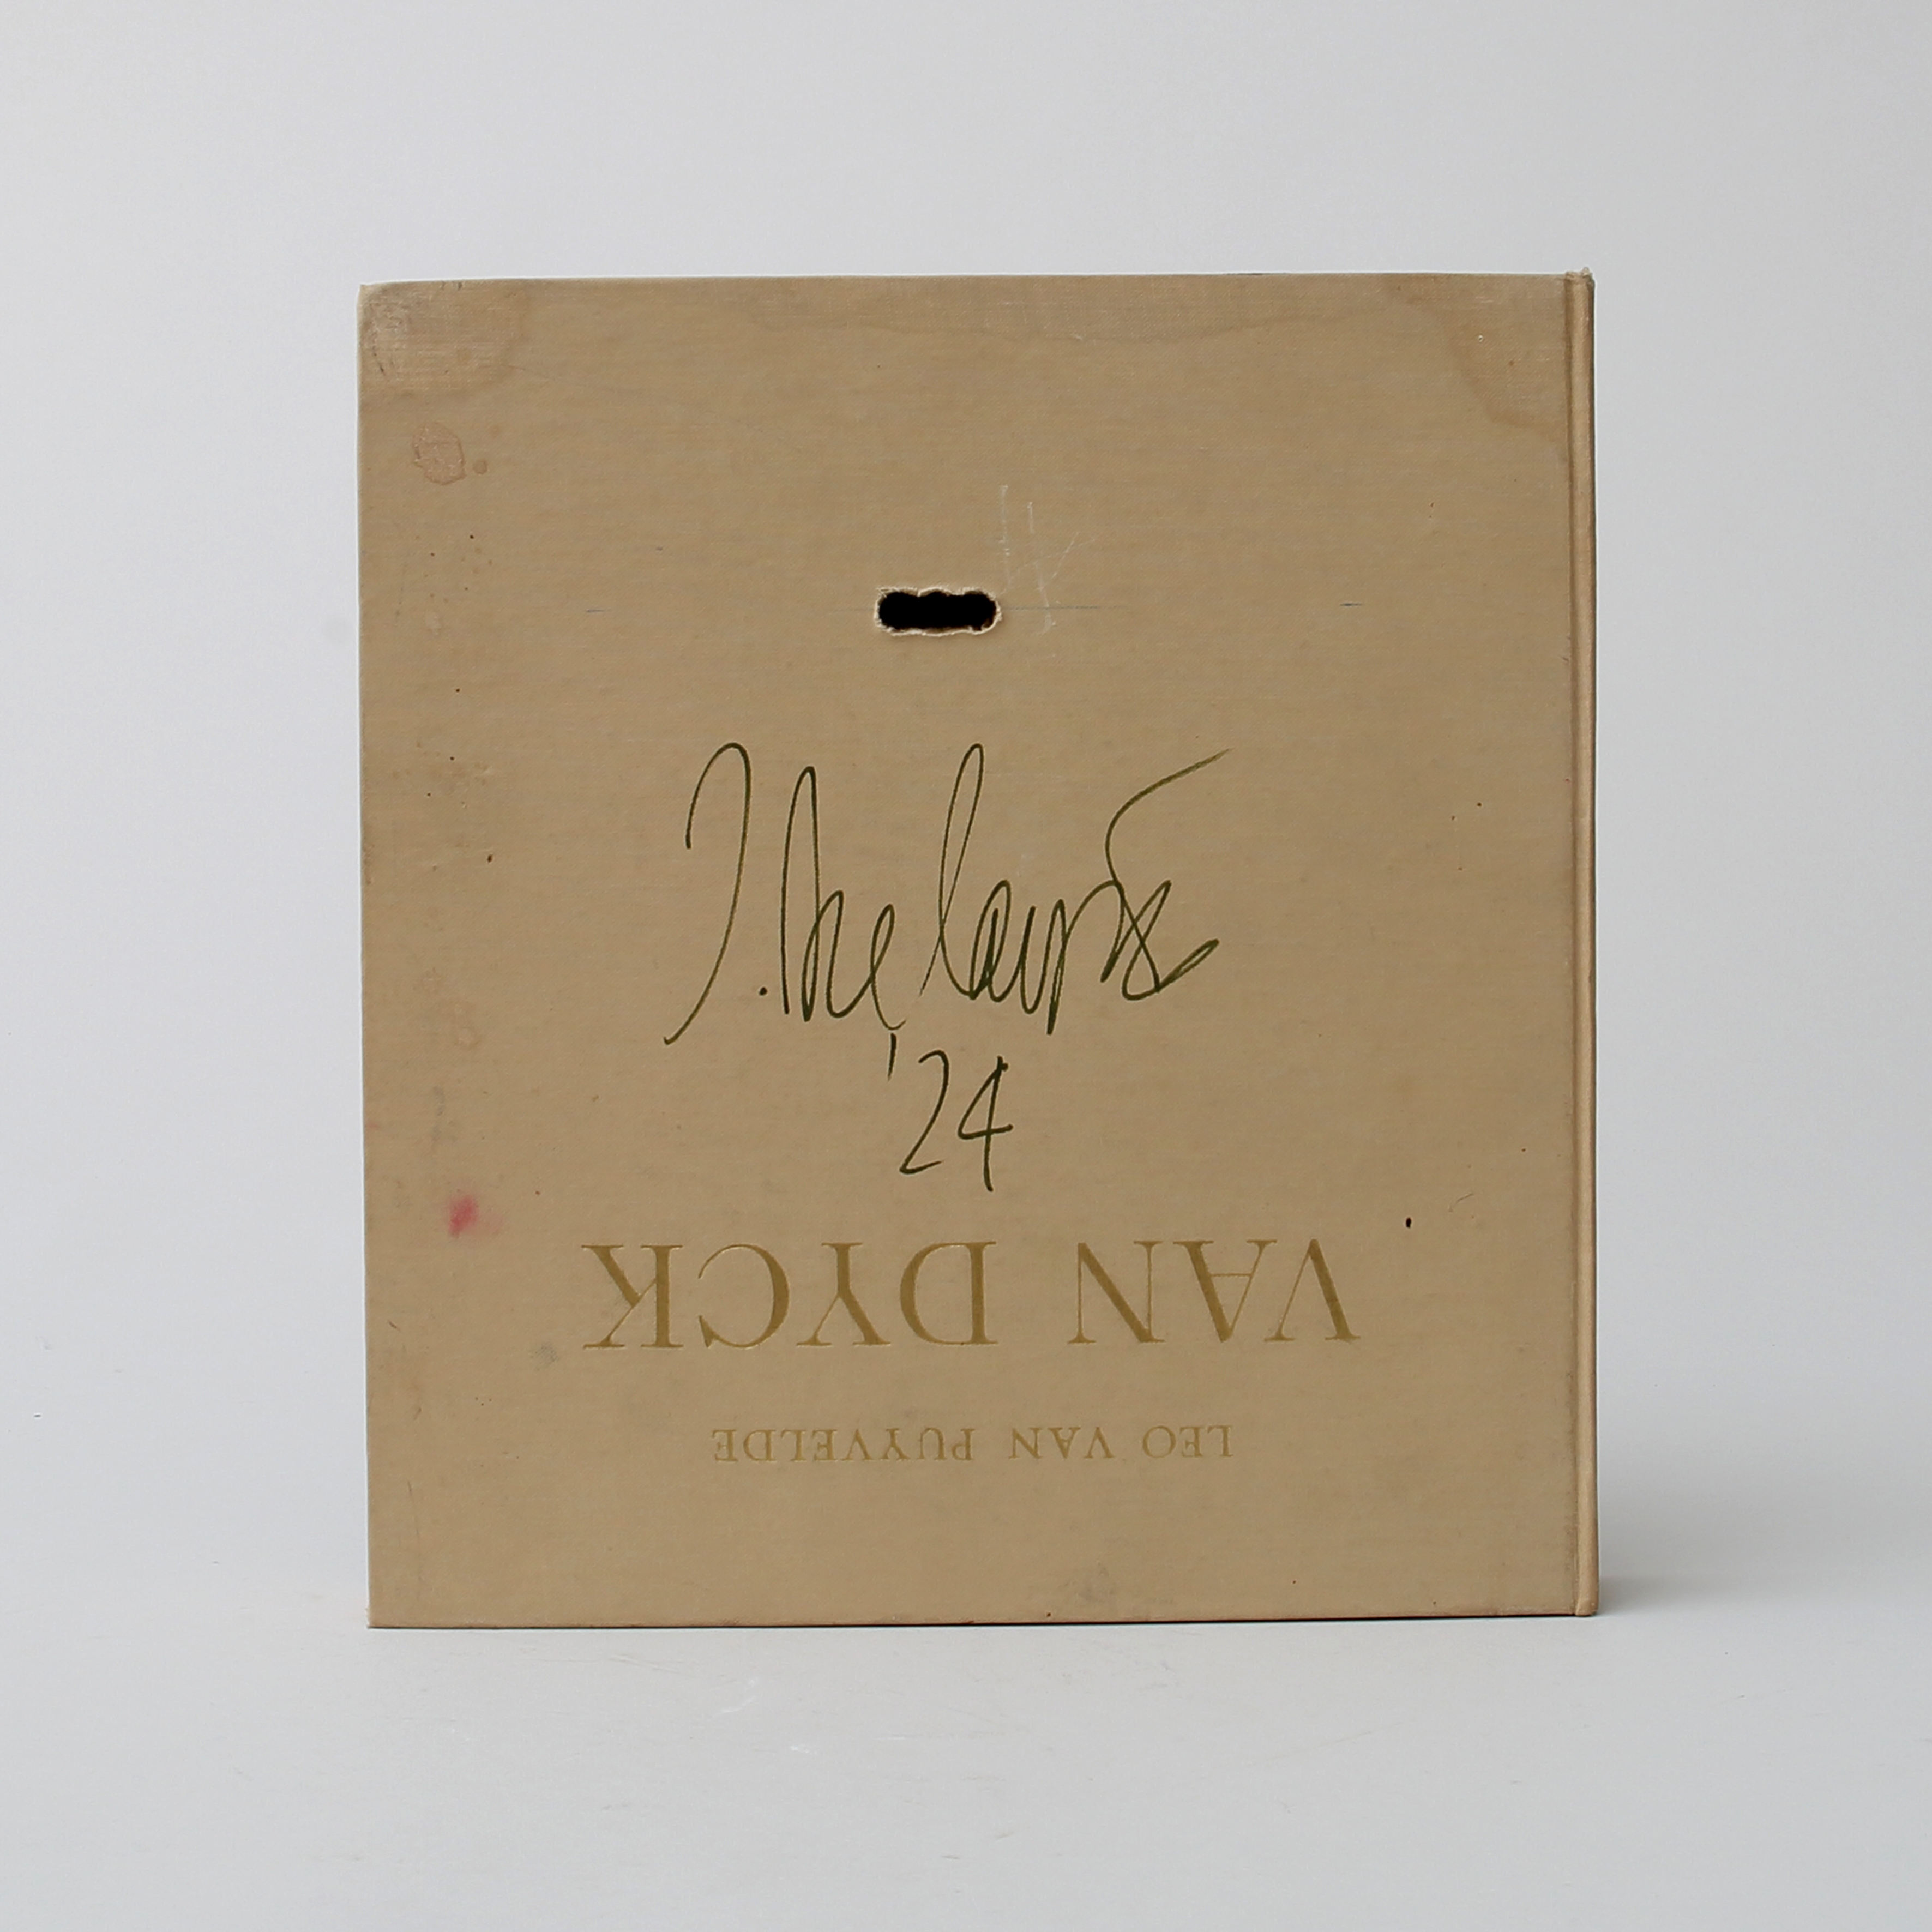 '24
VAN DYCK
LEO VAN PUYVELDE